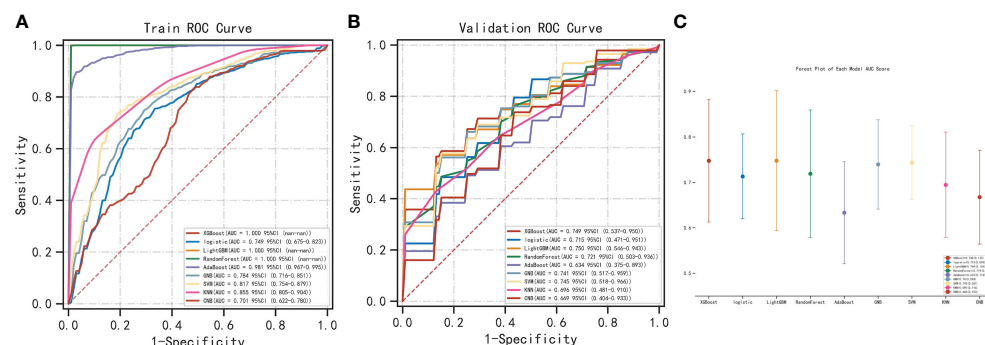 A
Train ROC Curve
1.0
0.8
0.6
0.4
0.2
0.0
Sensitivity
XGBoost(AUC = 1.000 95%CI (nan-nan))
logistic(AUC = 0.749 95%CI (0.675-0.823))
LightGBM(AUC = 1.000 95%CI (nan-nan))
RandomForest(AUC = 1.000 95%CI (nan-nan))
AdaBoost(AUC = 0.981 95%CI (0.967-0.995))
GNB(AUC = 0.784 95%CI (0.716-0.851))
SVM(AUC = 0.817 95%CI (0.754-0.879))
KNN(AUC = 0.855 95%CI (0.805-0.904))
CNB(AUC = 0.701 95%CI (0.622-0.780))
0.0 0.2 0.4 0.6 0.8 1.0
1-Specificity
B
Validation ROC Curve
1.0
0.8
0.6
0.4
0.2
0.0
Sensitivity
XGBoost(AUC = 0.749 95%CI (0.537-0.950))
logistic(AUC = 0.715 95%CI (0.471-0.951))
LightGBM(AUC = 0.750 95%CI (0.546-0.943))
RandomForest(AUC = 0.721 95%CI (0.503-0.936))
AdaBoost(AUC = 0.634 95%CI (0.375-0.893))
GNB(AUC = 0.741 95%CI (0.517-0.959))
SVM(AUC = 0.745 95%CI (0.518-0.966))
KNN(AUC = 0.696 95%CI (0.481-0.910))
CNB(AUC = 0.669 95%CI (0.404-0.933))
0.0 0.2 0.4 0.6 0.8 1.0
1-Specificity
C
Forest Plot of Each Model AUC Score
0.9
0.8
0.7
0.6
0.5
XGBoost logistic LightGBM RandomForest AdaBoost GNB SVM KNN CNB